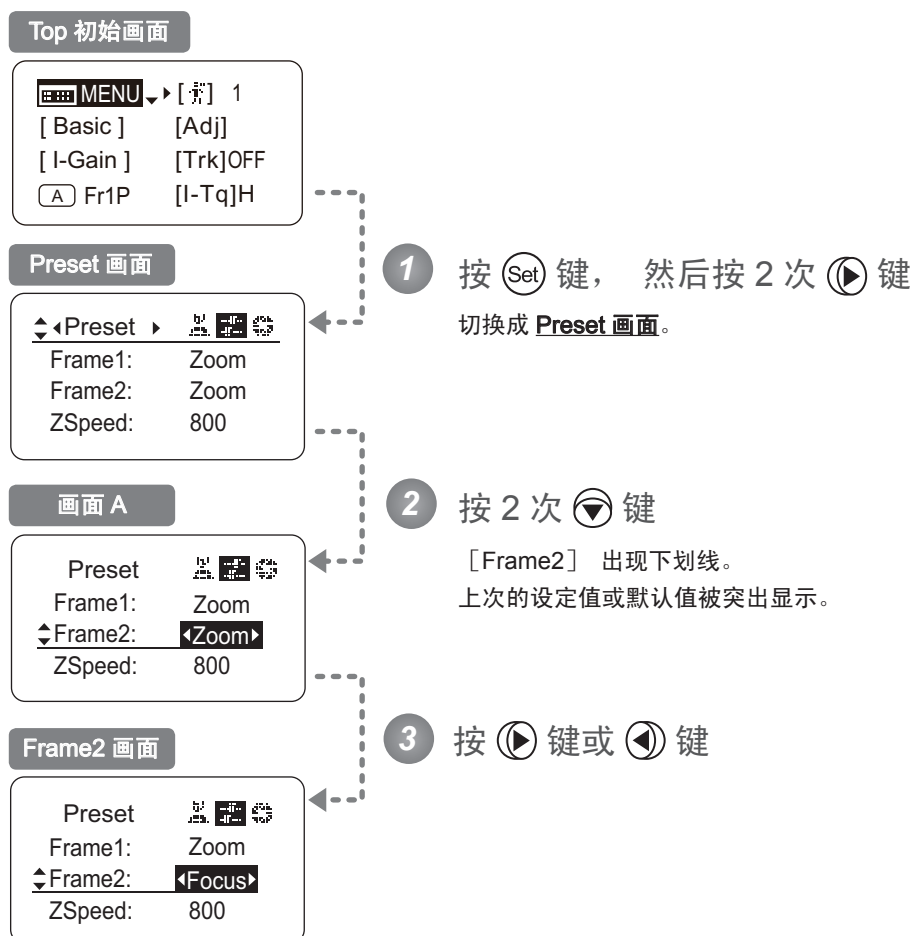 Top 初始画面
MENU [ ] 1
[ Basic ] [Adj]
[ I-Gain ] [Trk]OFF
A Fr1P [I-Tq]H
Preset 画面
Preset
Frame1: Zoom
Frame2: Zoom
ZSpeed: 800
1 按 Set 键， 然后按 2 次 键
切换成 Preset 画面。
画面 A
Preset
Frame1: Zoom
Frame2: Zoom
ZSpeed: 800
2 按 2 次 键
［Frame2］ 出现下划线。
上次的设定值或默认值被突出显示。
Frame2 画面
Preset
Frame1: Zoom
Frame2: Focus
ZSpeed: 800
3 按 键或 键